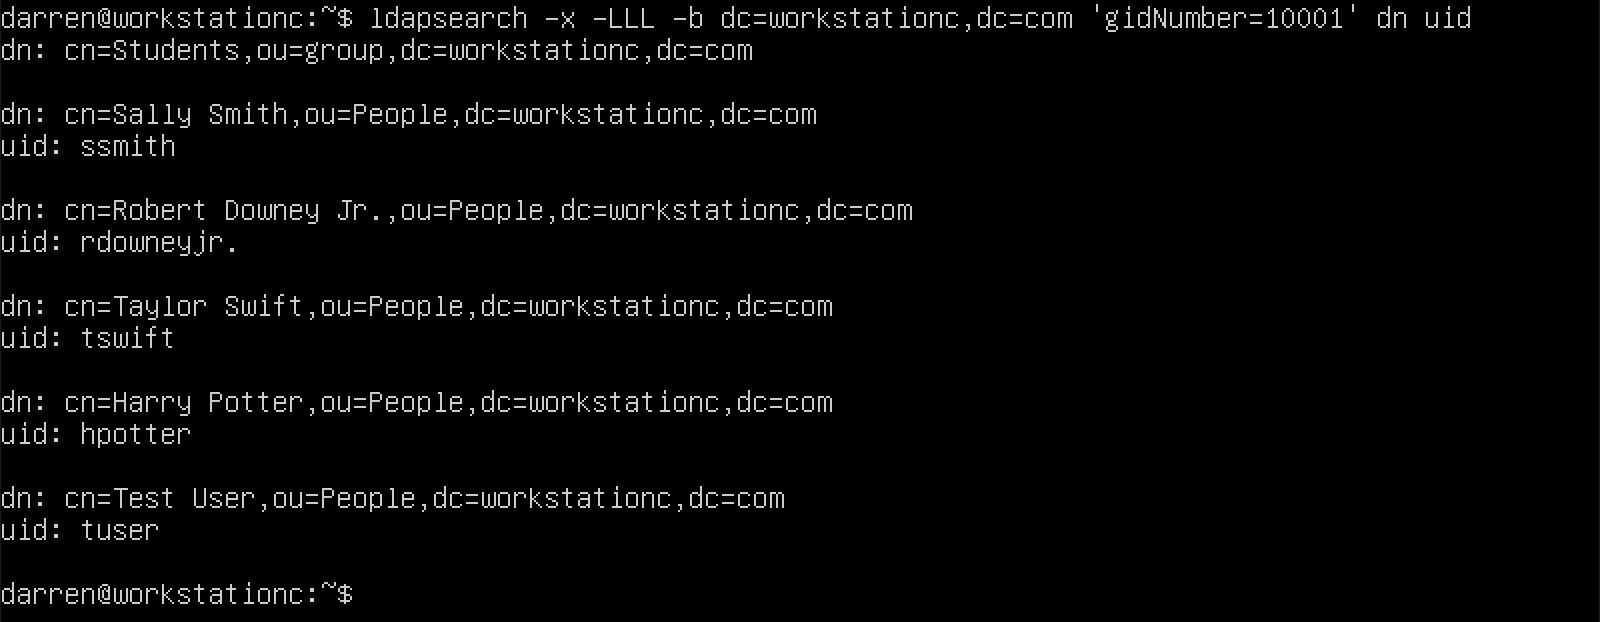 darren@workstationc:~$ ldapsearch -x -LLL -b dc=workstationc,dc=com 'gidNumber=10001' dn uid
dn: cn=Students,ou=group,dc=workstationc,dc=com
dn: cn=Sally Smith,ou=People,dc=workstationc,dc=com
uid: ssmith
dn: cn=Robert Downey Jr.,ou=People,dc=workstationc,dc=com
uid: rdowneyjr.
dn: cn=Taylor Swift,ou=People,dc=workstationc,dc=com
uid: tswift
dn: cn=Harry Potter,ou=People,dc=workstationc,dc=com
uid: hpotter
dn: cn=Test User,ou=People,dc=workstationc,dc=com
uid: tuser
darren@workstationc:~$